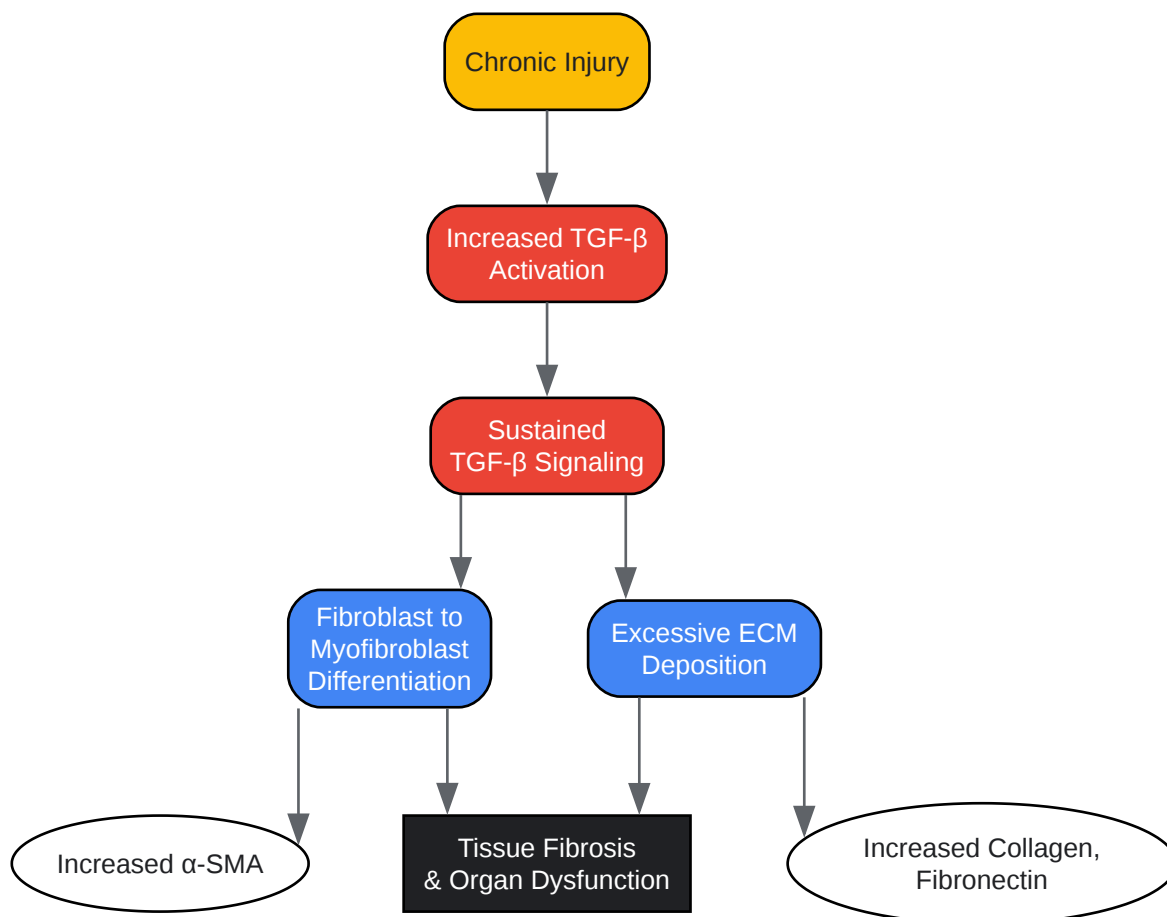 Chronic Injury
Increased TGF-β
Activation
Sustained
TGF-β Signaling
Fibroblast to
Myofibroblast
Differentiation
Excessive ECM
Deposition
Increased α-SMA
Tissue Fibrosis
& Organ Dysfunction
Increased Collagen,
Fibronectin